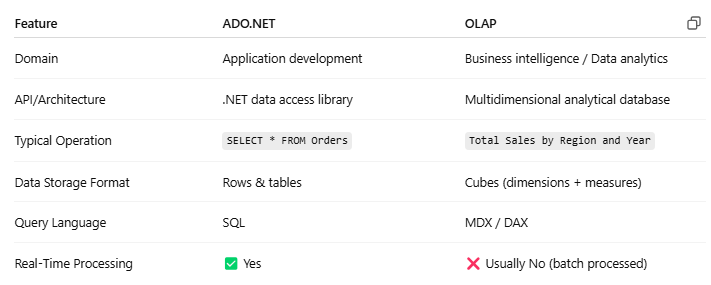 Feature ADO.NET OLAP
Domain Application development Business intelligence / Data analytics
API/Architecture .NET data access library Multidimensional analytical database
Typical Operation SELECT * FROM Orders Total Sales by Region and Year
Data Storage Format Rows & tables Cubes (dimensions + measures)
Query Language SQL MDX / DAX
Real-Time Processing ✅ Yes ❌ Usually No (batch processed)